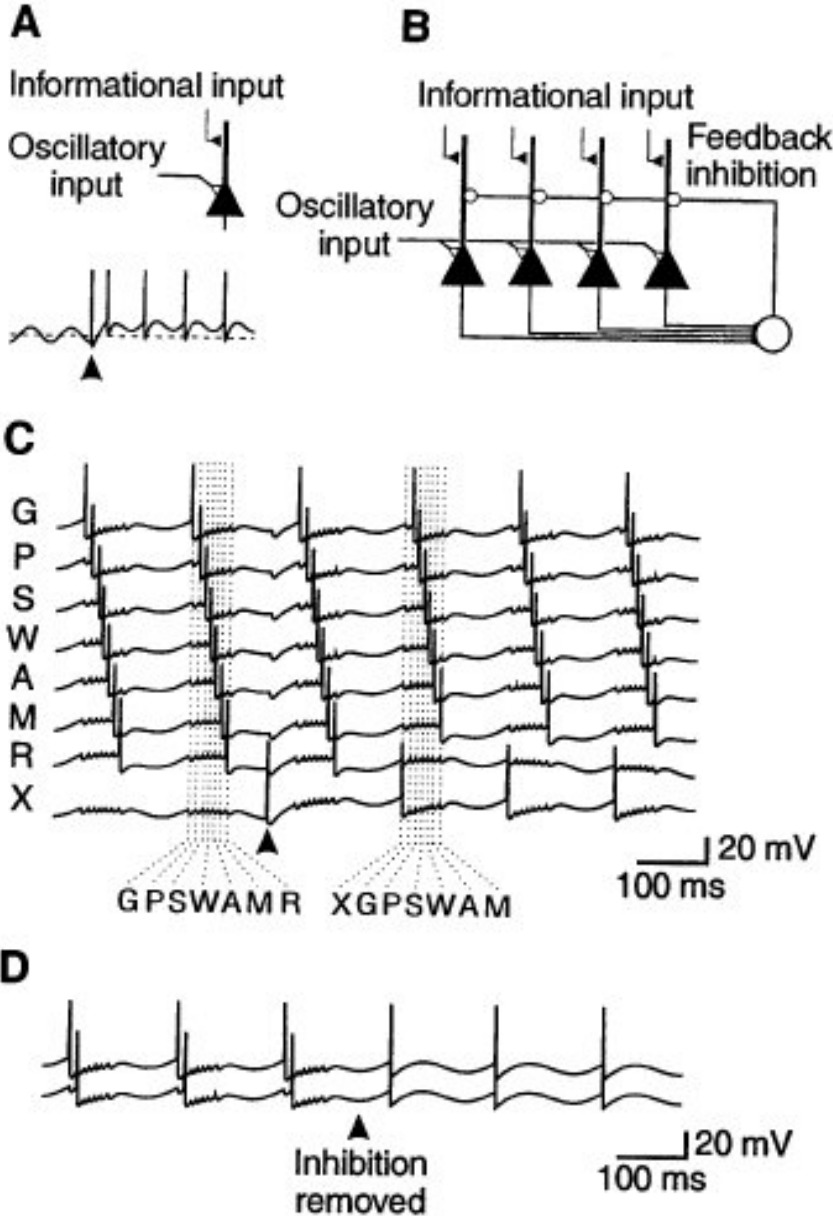 A
Informational input
Oscillatory
input
B
Informational input
Feedback
inhibition
Oscillatory
input
C
G
P
S
W
A
M
R
X
20 mV
100 ms
GPSWAMR XGPSWAM
D
20 mV
100 ms
Inhibition
removed